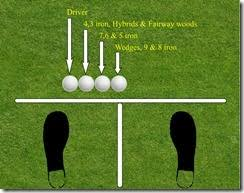 Driver
4,3 iron, Hybrids & Fairway woods
7,6 & 5 iron
Wedges, 9 & 8 iron